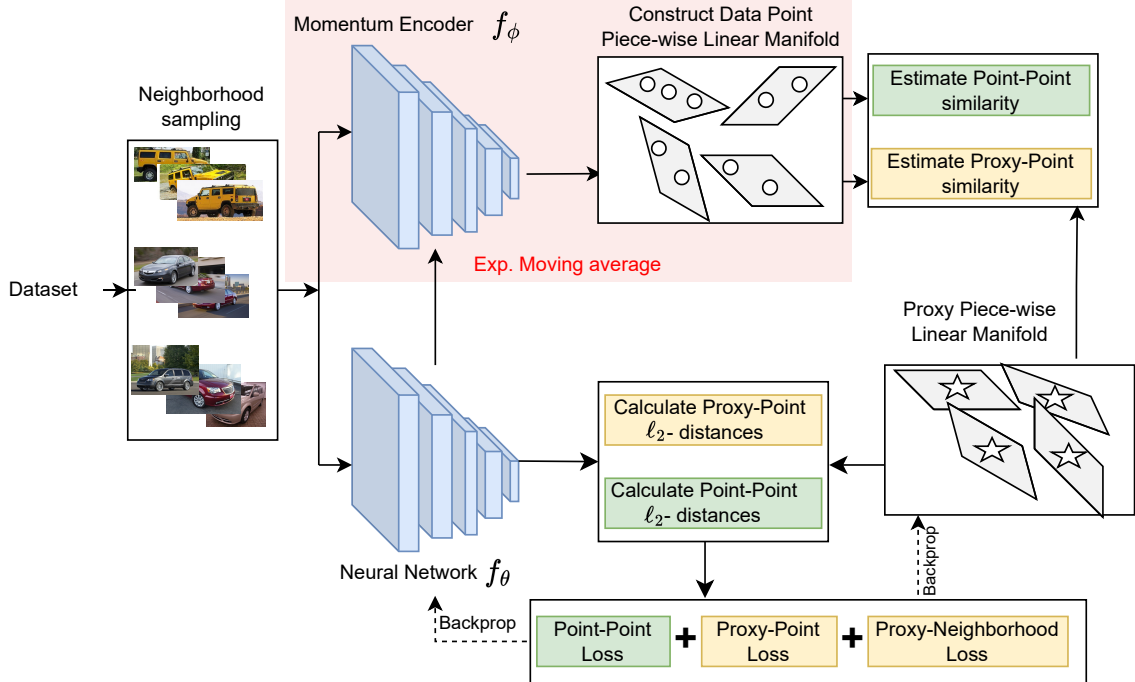 Momentum Encoder f_ϕ
Construct Data Point
Piece-wise Linear Manifold
Neighborhood
sampling
Estimate Point-Point
similarity
Estimate Proxy-Point
similarity
Exp. Moving average
Dataset
Proxy Piece-wise
Linear Manifold
Calculate Proxy-Point
ℓ₂- distances
Calculate Point-Point
ℓ₂- distances
Neural Network f_θ
Backprop
Backprop
Point-Point
Loss
+
Proxy-Point
Loss
+
Proxy-Neighborhood
Loss